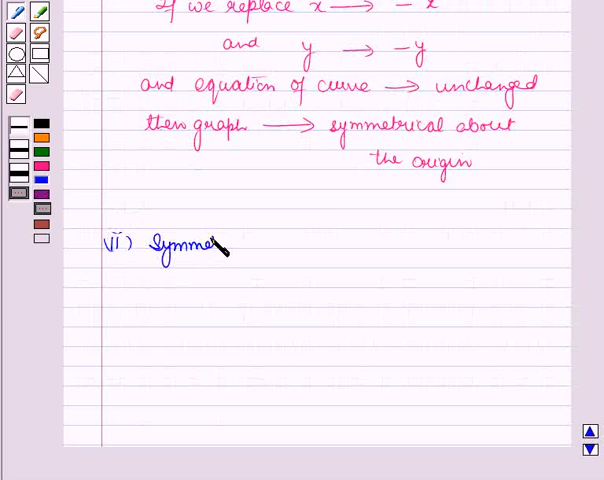 If we replace x → - x
and y → -y
and equation of curve → unchanged
then graph → symmetrical about
the origin
VI) Symme